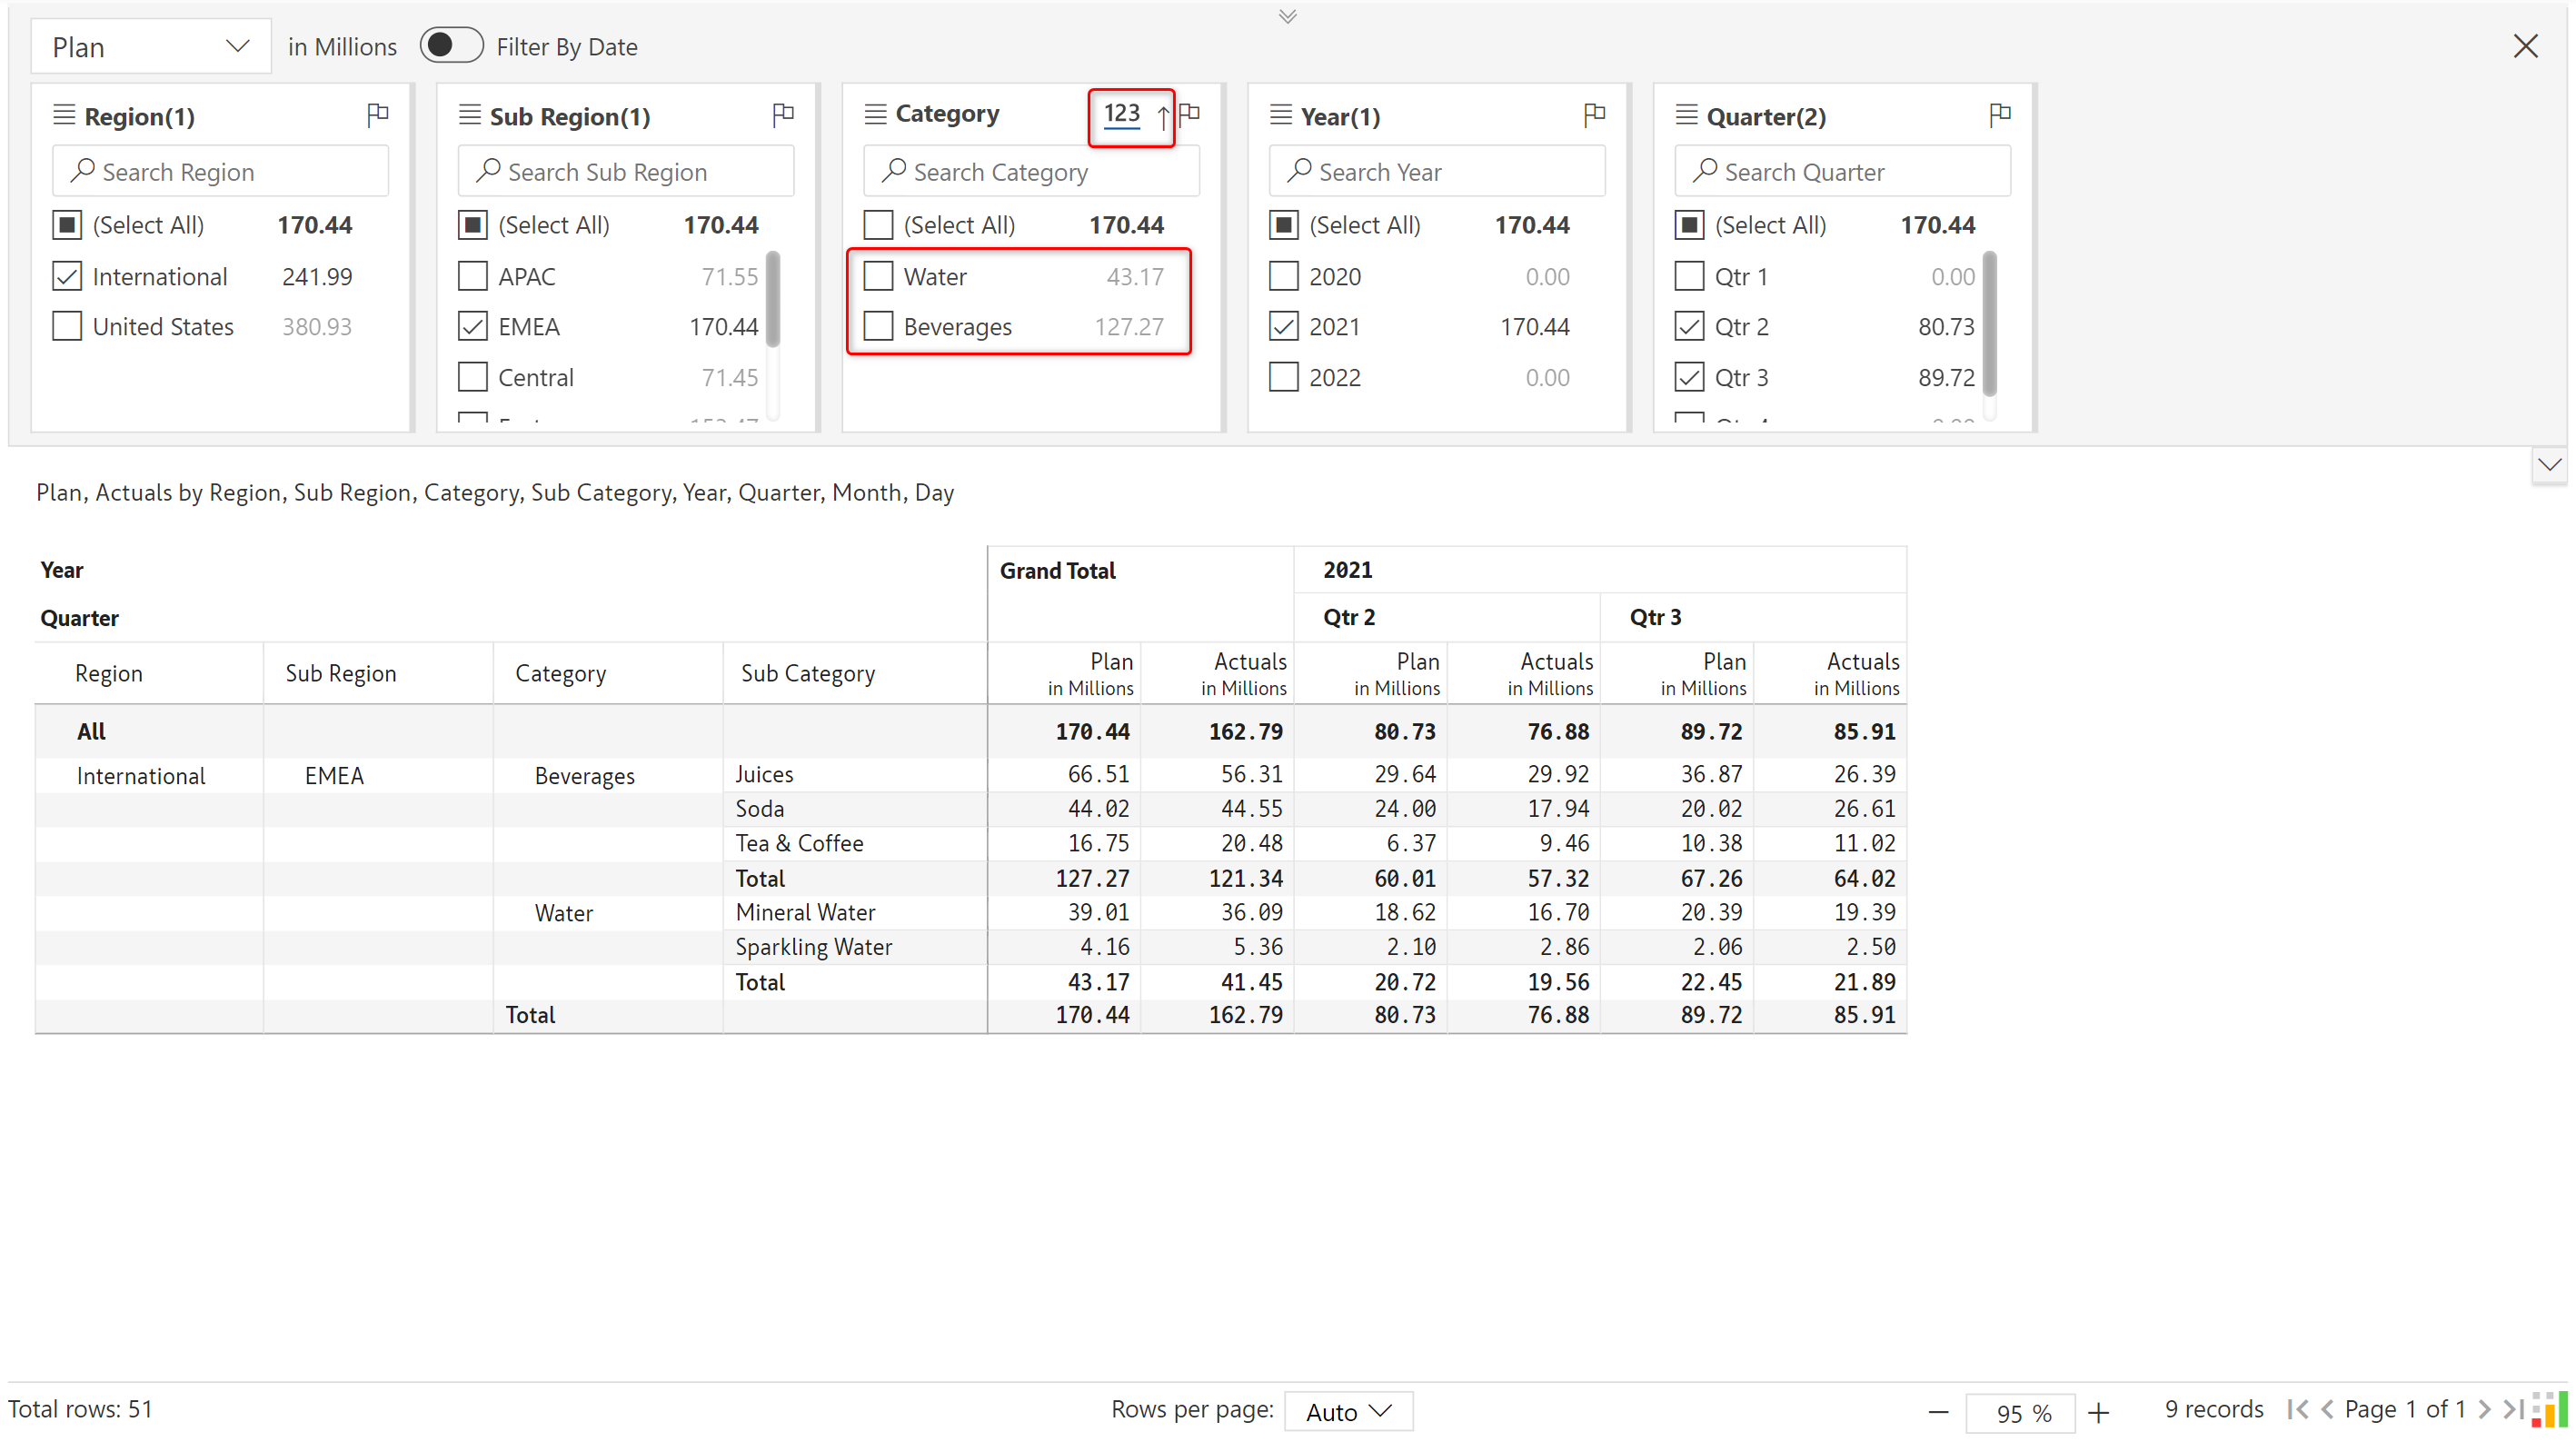 Plan in Millions Filter By Date
Region(1) Sub Region(1) Category 123 ↑ Year(1) Quarter(2)
Search Region Search Sub Region Search Category Search Year Search Quarter
(Select All) 170.44 (Select All) 170.44 (Select All) 170.44 (Select All) 170.44 (Select All) 170.44
International 241.99 APAC 71.55 Water 43.17 2020 0.00 Qtr 1 0.00
United States 380.93 EMEA 170.44 Beverages 127.27 2021 170.44 Qtr 2 80.73
Central 71.45 2022 0.00 Qtr 3 89.72
Plan, Actuals by Region, Sub Region, Category, Sub Category, Year, Quarter, Month, Day
Year Grand Total 2021
Quarter Qtr 2 Qtr 3
Region Sub Region Category Sub Category Plan in Millions Actuals in Millions Plan in Millions Actuals in Millions Plan in Millions Actuals in Millions
All 170.44 162.79 80.73 76.88 89.72 85.91
International EMEA Beverages Juices 66.51 56.31 29.64 29.92 36.87 26.39
Soda 44.02 44.55 24.00 17.94 20.02 26.61
Tea & Coffee 16.75 20.48 6.37 9.46 10.38 11.02
Total 127.27 121.34 60.01 57.32 67.26 64.02
Water Mineral Water 39.01 36.09 18.62 16.70 20.39 19.39
Sparkling Water 4.16 5.36 2.10 2.86 2.06 2.50
Total 43.17 41.45 20.72 19.56 22.45 21.89
Total 170.44 162.79 80.73 76.88 89.72 85.91
Total rows: 51 Rows per page: Auto 95 % 9 records Page 1 of 1